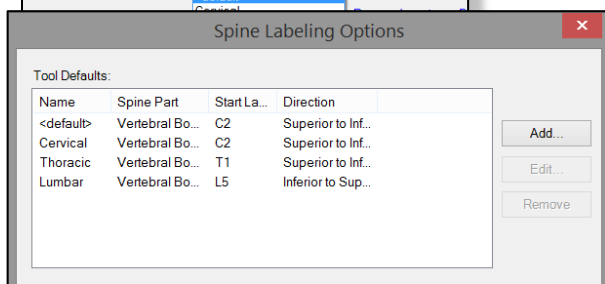 Spine Labeling Options
Tool Defaults:
Name Spine Part Start La... Direction
<default> Vertebral Bo... C2 Superior to Inf...
Cervical Vertebral Bo... C2 Superior to Inf...
Thoracic Vertebral Bo... T1 Superior to Inf...
Lumbar Vertebral Bo... L5 Inferior to Sup...
Add...
Edit...
Remove